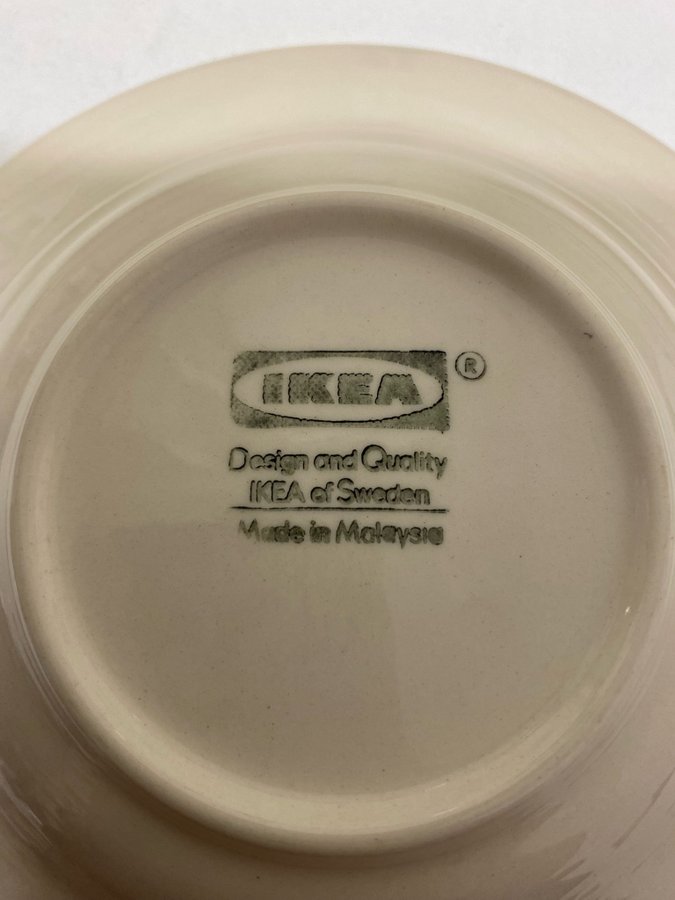 IKEA ®
Design and Quality
IKEA of Sweden
Made in Malaysia